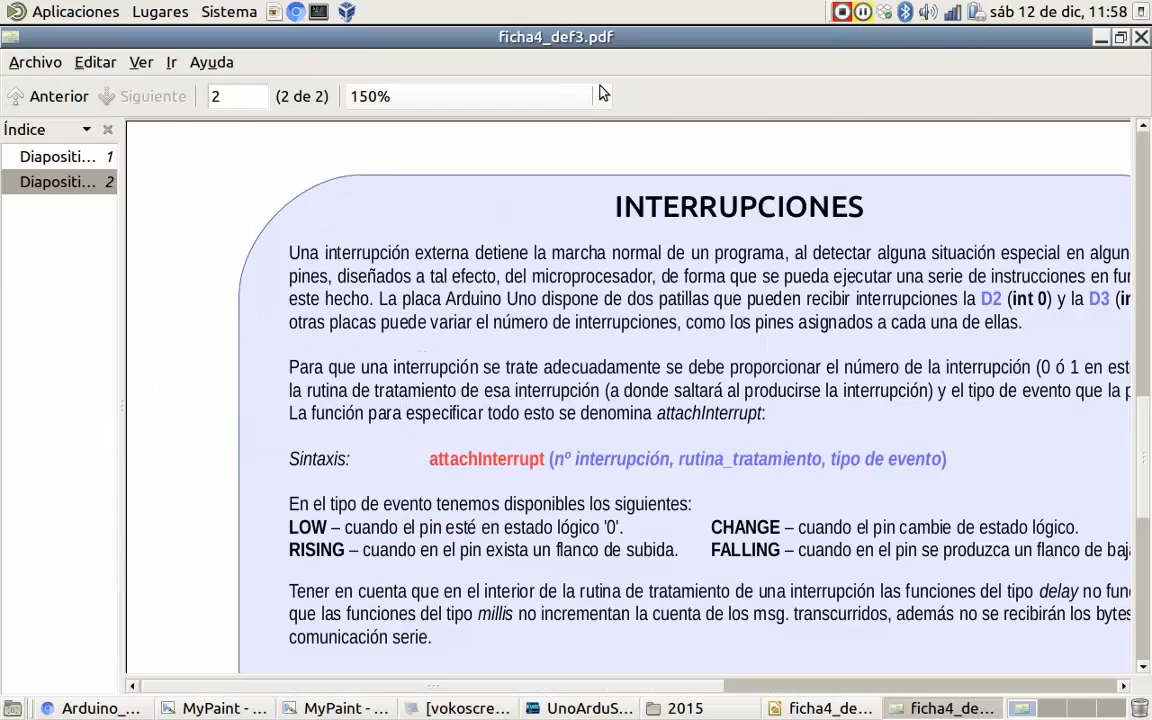 Aplicaciones Lugares Sistema sáb 12 de dic, 11:58
ficha4_def3.pdf
Archivo Editar Ver Ir Ayuda
Anterior Siguiente 2 (2 de 2) 150%
Índice
Diapositi... 1
Diapositi... 2
INTERRUPCIONES
Una interrupción externa detiene la marcha normal de un programa, al detectar alguna situación especial en algun
pines, diseñados a tal efecto, del microprocesador, de forma que se pueda ejecutar una serie de instrucciones en
este hecho. La placa Arduino Uno dispone de dos patillas que pueden recibir interrupciones la D2 (int 0) y la D3
otras placas puede variar el número de interrupciones, como los pines asignados a cada una de ellas.
Para que una interrupción se trate adecuadamente se debe proporcionar el número de la interrupción (0 ó 1 en est
la rutina de tratamiento de esa interrupción (a donde saltará al producirse la interrupción) y el tipo de evento que la
La función para especificar todo esto se denomina attachInterrupt:
Sintaxis: attachInterrupt (nº interrupción, rutina_tratamiento, tipo de evento)
En el tipo de evento tenemos disponibles los siguientes:
LOW – cuando el pin esté en estado lógico '0'. CHANGE – cuando el pin cambie de estado lógico.
RISING – cuando en el pin exista un flanco de subida. FALLING – cuando en el pin se produzca un flanco de baj
Tener en cuenta que en el interior de la rutina de tratamiento de una interrupción las funciones del tipo delay no
que las funciones del tipo millis no incrementan la cuenta de los msg. transcurridos, además no se recibirán los bytes
comunicación serie.
Arduino_... MyPaint - ... MyPaint - ... [vokoscre... UnoArduS... 2015 ficha4_de... ficha4_de...